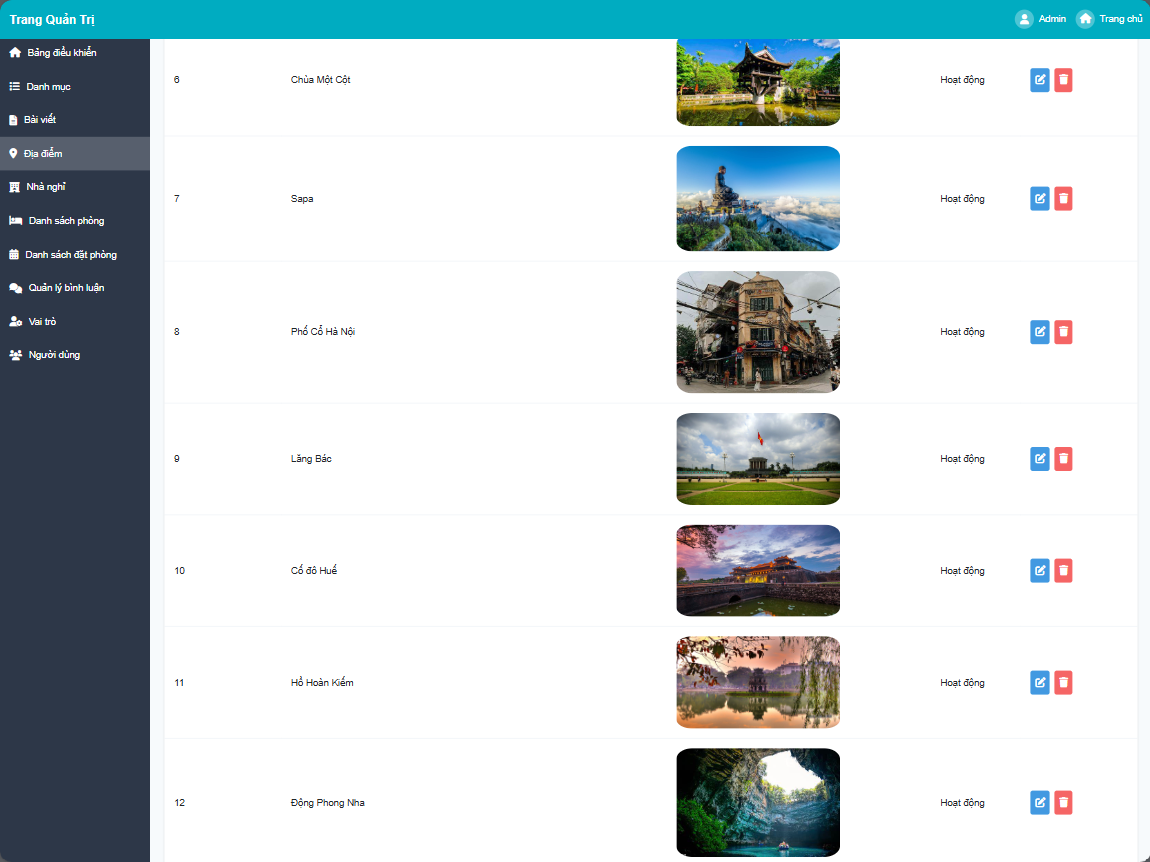 Trang Quản Trị
Admin
Trang chủ
Bảng điều khiển
Danh mục
Bài viết
Địa điểm
Nhà nghỉ
Danh sách phòng
Danh sách đặt phòng
Quản lý bình luận
Vai trò
Người dùng
6 Chùa Một Cột Hoạt động
7 Sapa Hoạt động
8 Phố Cổ Hà Nội Hoạt động
9 Lăng Bác Hoạt động
10 Cố đô Huế Hoạt động
11 Hồ Hoàn Kiếm Hoạt động
12 Động Phong Nha Hoạt động